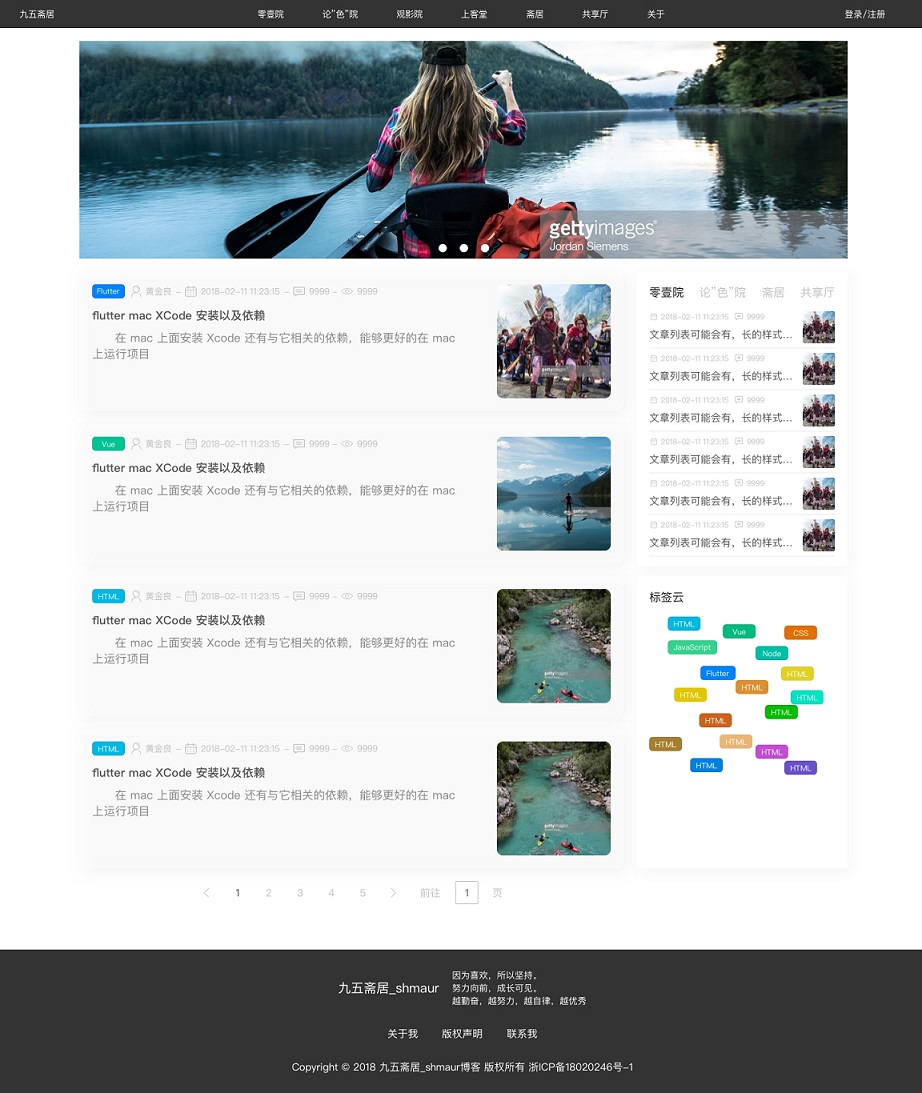 九五斋居
零壹院 论”色”院 观影院 上客堂 斋居 共享厅 关于
登录/注册
gettyimages®
Jordan Siemens
Flutter 黄金良 - 2018-02-11 11:23:15 - 9999 - 9999
flutter mac XCode 安装以及依赖
在 mac 上面安装 Xcode 还有与它相关的依赖，能够更好的在 mac
上运行项目
gettyimages
Vue 黄金良 - 2018-02-11 11:23:15 - 9999 - 9999
flutter mac XCode 安装以及依赖
在 mac 上面安装 Xcode 还有与它相关的依赖，能够更好的在 mac
上运行项目
gettyimages
HTML 黄金良 - 2018-02-11 11:23:15 - 9999 - 9999
flutter mac XCode 安装以及依赖
在 mac 上面安装 Xcode 还有与它相关的依赖，能够更好的在 mac
上运行项目
gettyimages
HTML 黄金良 - 2018-02-11 11:23:15 - 9999 - 9999
flutter mac XCode 安装以及依赖
在 mac 上面安装 Xcode 还有与它相关的依赖，能够更好的在 mac
上运行项目
gettyimages
1 2 3 4 5 前往 1 页
零壹院 论”色”院 斋居 共享厅
2018-02-11 11:23:15 9999
文章列表可能会有，长的样式...
2018-02-11 11:23:15 9999
文章列表可能会有，长的样式...
2018-02-11 11:23:15 9999
文章列表可能会有，长的样式...
2018-02-11 11:23:15 9999
文章列表可能会有，长的样式...
2018-02-11 11:23:15 9999
文章列表可能会有，长的样式...
2018-02-11 11:23:15 9999
文章列表可能会有，长的样式...
标签云
HTML
Vue
CSS
JavaScript
Node
Flutter
HTML
HTML
HTML
HTML
HTML
HTML
HTML
HTML
HTML
HTML
HTML
HTML
九五斋居_shmaur
因为喜欢，所以坚持。
努力向前，成长可见。
越勤奋，越努力，越自律，越优秀
关于我 版权声明 联系我
Copyright © 2018 九五斋居_shmaur博客 版权所有 浙ICP备18020246号-1